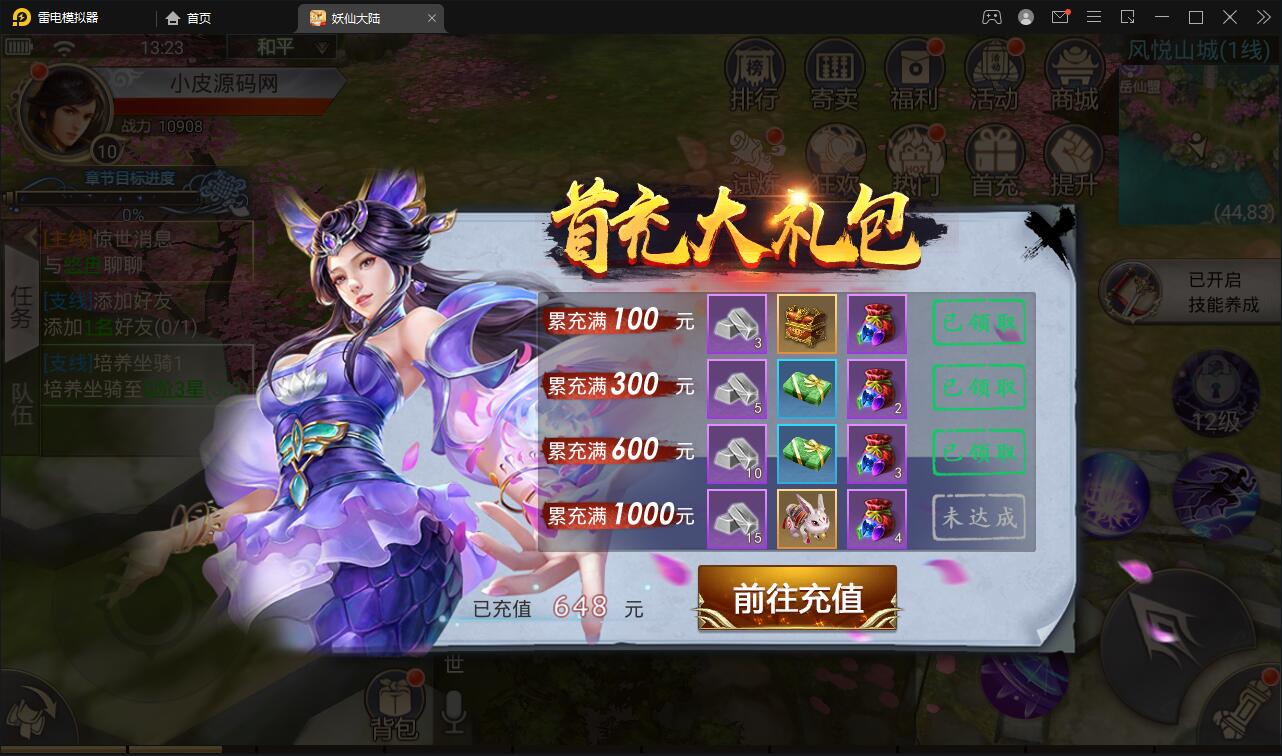 雷电模拟器
首页
妖仙大陆
13:23
和平
小皮源码网
战力 10908
10
章节目标进度
0%
[主线]惊世消息
与
聊聊
[支线]添加好友
添加1名好友(0/1)
[支线]培养坐骑1
培养坐骑至
任务
队伍
排行
寄卖
福利
活动
商城
试炼
狂欢
热门
首充
提升
风悦山城(1线)
岳仙盟
(44,83)
已开启
技能养成
12级
首充大礼包
累充满100元
3
已领取
累充满300元
5
2
已领取
累充满600元
10
3
已领取
累充满1000元
15
4
未达成
已充值 648 元
前往充值
世
背包